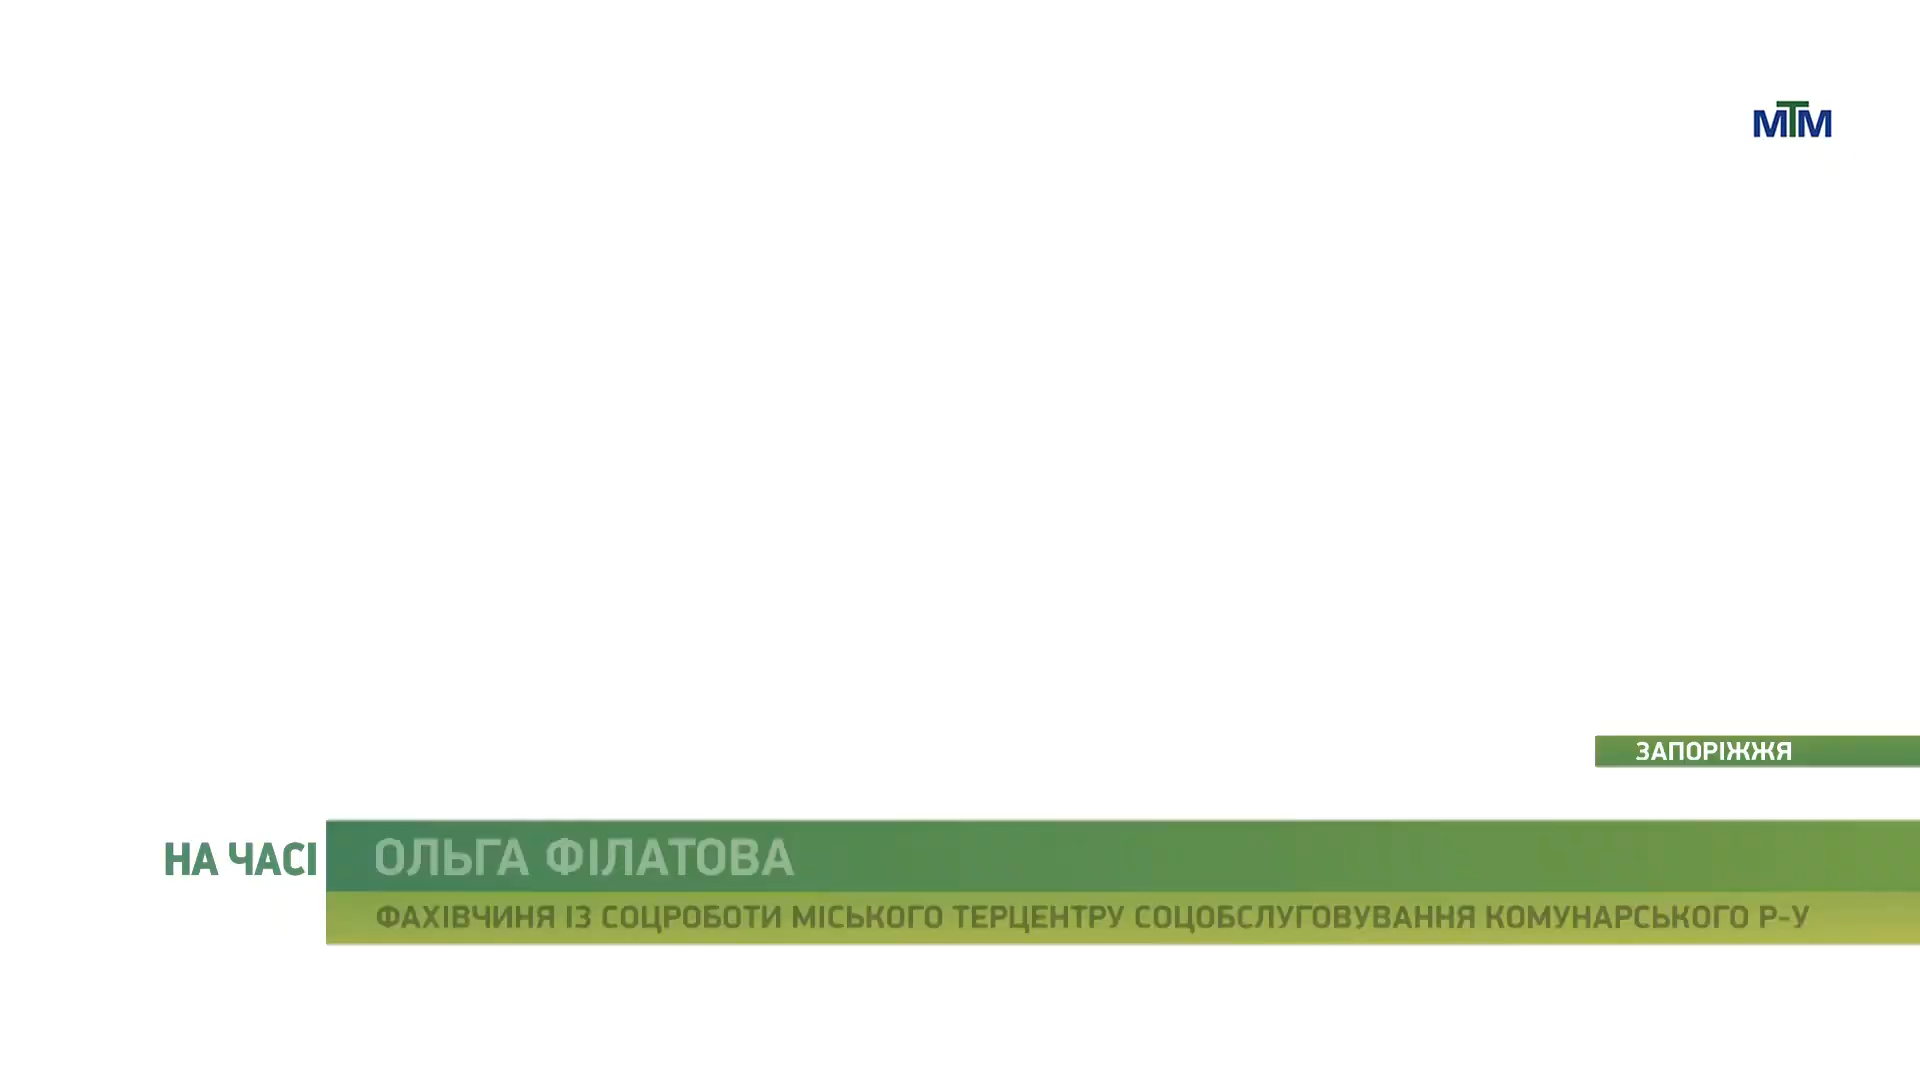 МТМ
ЗАПОРІЖЖЯ
НА ЧАСІ
ОЛЬГА ФІЛАТОВА
ФАХІВЧИНЯ ІЗ СОЦРОБОТИ МІСЬКОГО ТЕРЦЕНТРУ СОЦОБСЛУГОВУВАННЯ КОМУНАРСЬКОГО Р-У